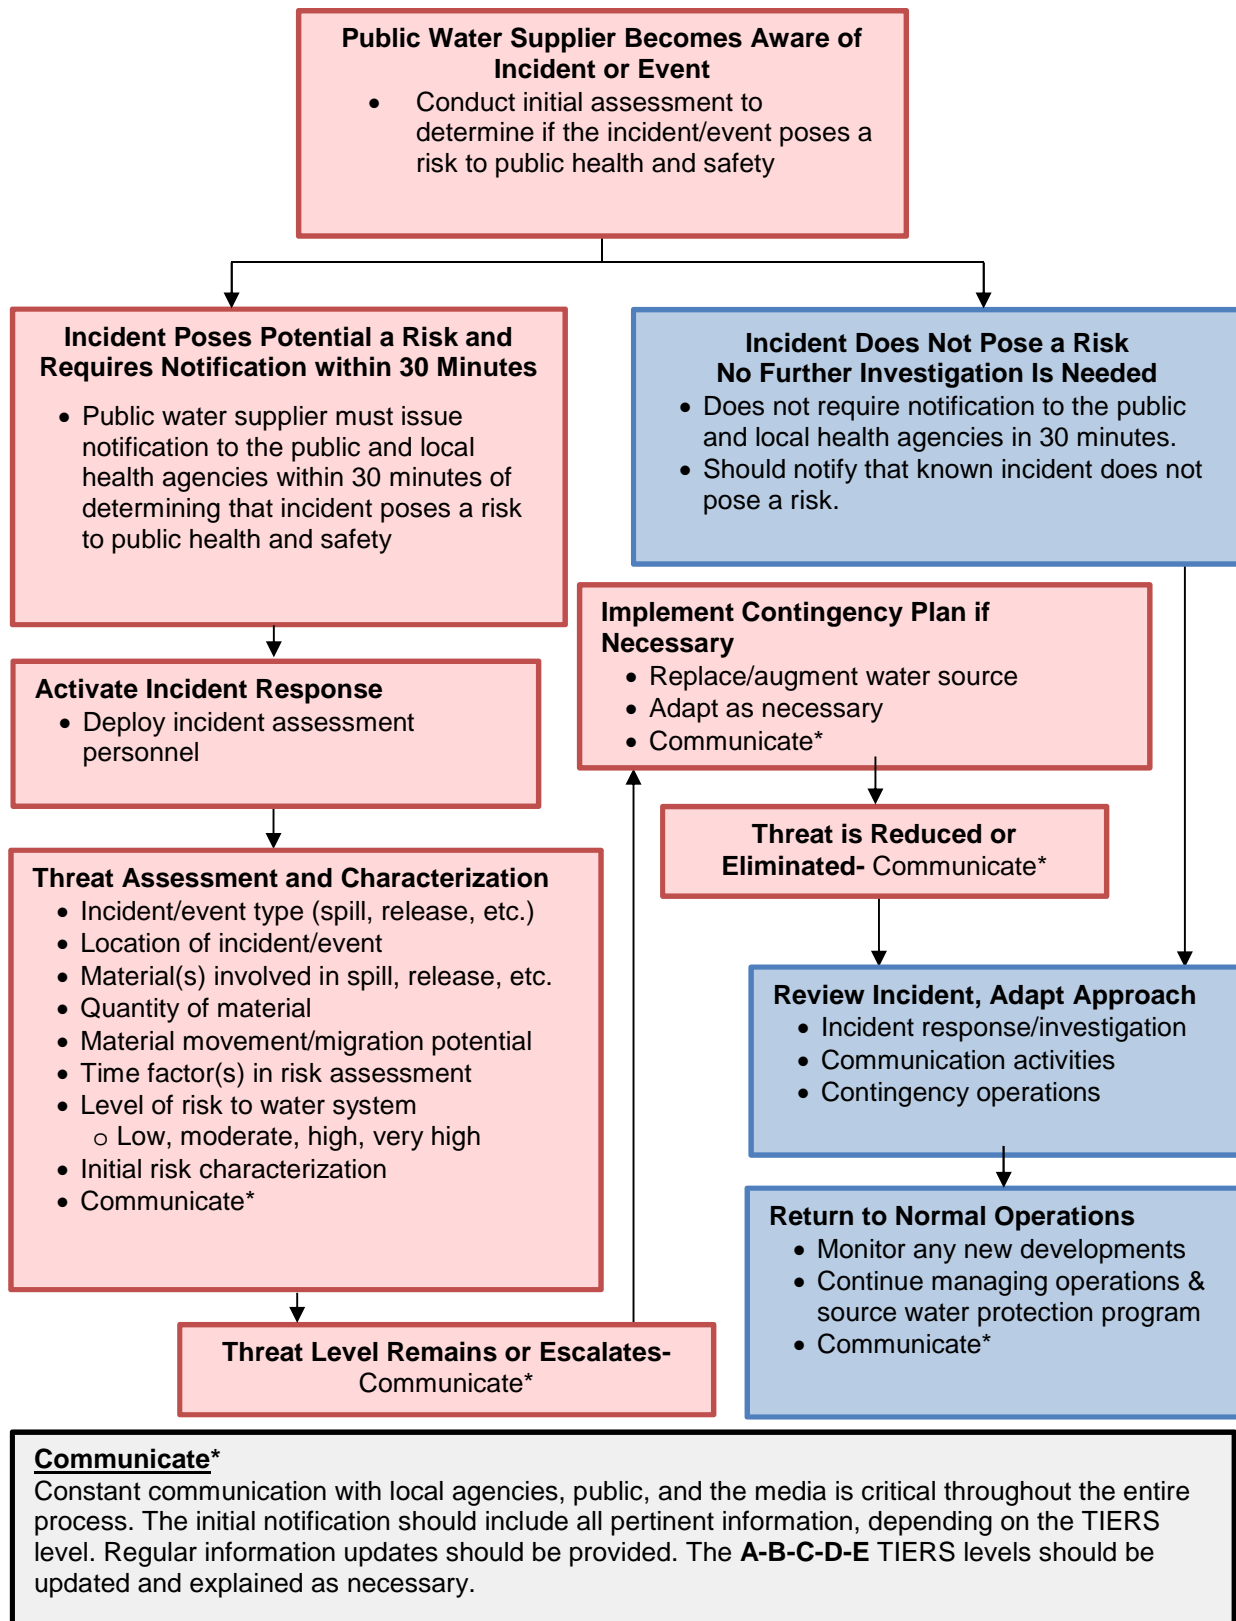 Public Water Supplier Becomes Aware of
Incident or Event
• Conduct initial assessment to
determine if the incident/event poses a
risk to public health and safety
Incident Poses Potential a Risk and
Requires Notification within 30 Minutes
• Public water supplier must issue
notification to the public and local
health agencies within 30 minutes of
determining that incident poses a risk
to public health and safety
Incident Does Not Pose a Risk
No Further Investigation Is Needed
• Does not require notification to the public
and local health agencies in 30 minutes.
• Should notify that known incident does not
pose a risk.
Activate Incident Response
• Deploy incident assessment
personnel
Threat Assessment and Characterization
• Incident/event type (spill, release, etc.)
• Location of incident/event
• Material(s) involved in spill, release, etc.
• Quantity of material
• Material movement/migration potential
• Time factor(s) in risk assessment
• Level of risk to water system
o Low, moderate, high, very high
• Initial risk characterization
• Communicate*
Threat Level Remains or Escalates-
Communicate*
Implement Contingency Plan if
Necessary
• Replace/augment water source
• Adapt as necessary
• Communicate*
Threat is Reduced or
Eliminated- Communicate*
Review Incident, Adapt Approach
• Incident response/investigation
• Communication activities
• Contingency operations
Return to Normal Operations
• Monitor any new developments
• Continue managing operations &
source water protection program
• Communicate*
Communicate*
Constant communication with local agencies, public, and the media is critical throughout the entire
process. The initial notification should include all pertinent information, depending on the TIERS
level. Regular information updates should be provided. The A-B-C-D-E TIERS levels should be
updated and explained as necessary.